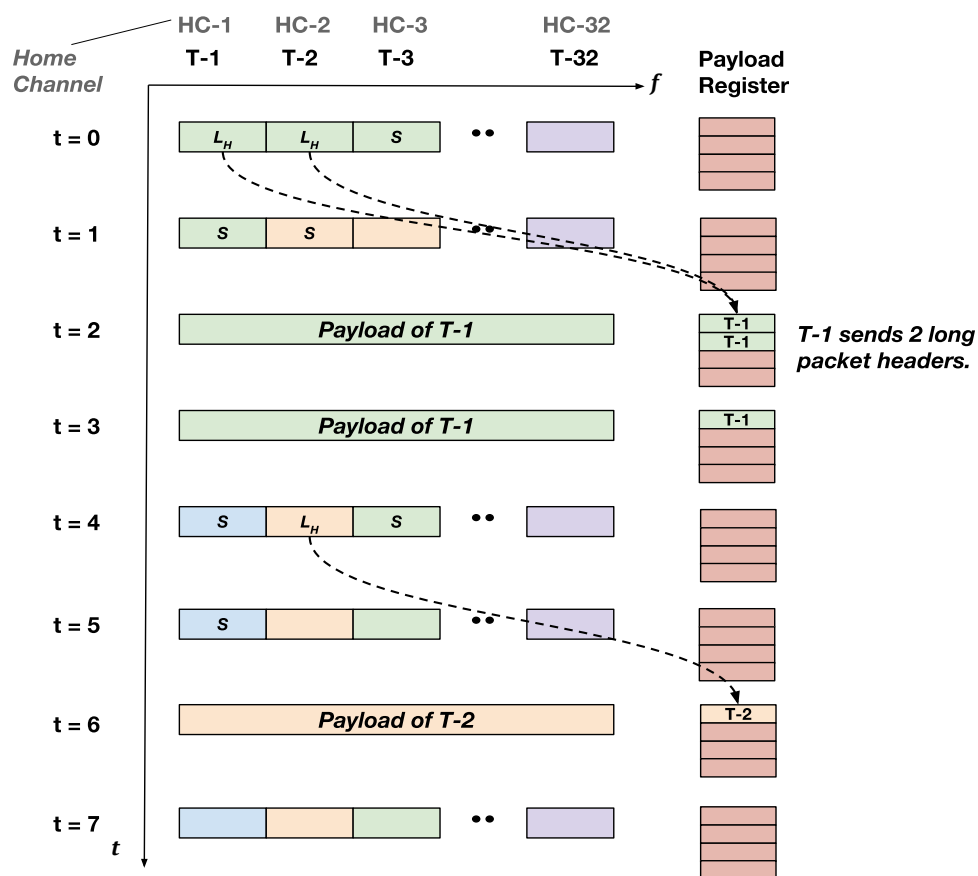 HC-1 HC-2 HC-3 HC-32
Home
Channel
T-1 T-2 T-3 T-32
Payload
Register
f
t = 0
L_H L_H S
t = 1
S S
t = 2
Payload of T-1
T-1
T-1
T-1 sends 2 long
packet headers.
t = 3
Payload of T-1
T-1
t = 4
S L_H S
t = 5
S
t = 6
Payload of T-2
T-2
t = 7
t